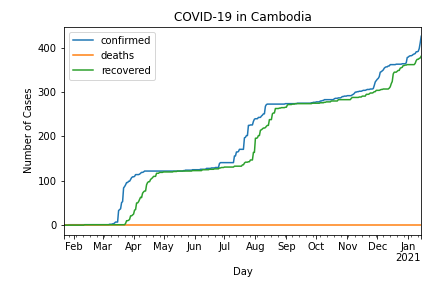 COVID-19 in Cambodia
confirmed
deaths
recovered
Number of Cases
400
300
200
100
0
Feb Mar Apr May Jun Jul Aug Sep Oct Nov Dec Jan
2021
Day